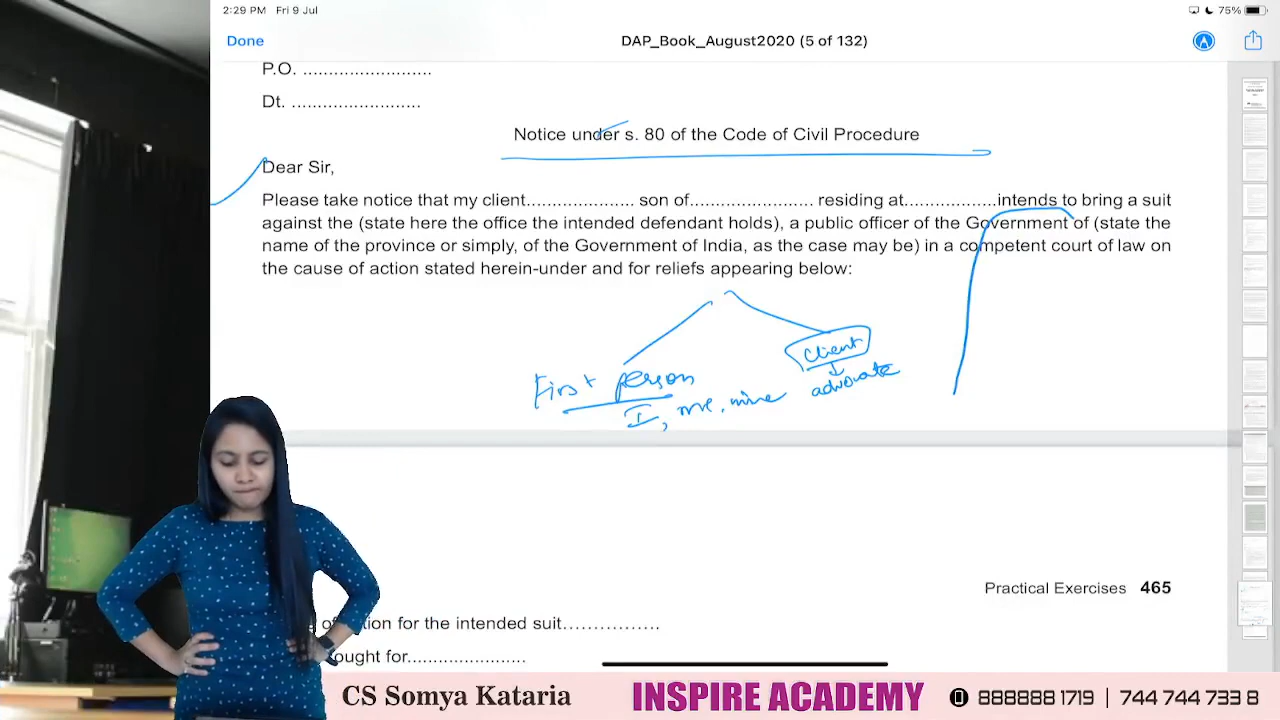 2:29 PM Fri 9 Jul
75%
Done
DAP_Book_August2020 (5 of 132)
P.O. .........................
Dt. .........................
Notice under s. 80 of the Code of Civil Procedure
Dear Sir,
Please take notice that my client..................... son of........................ residing at..................intends to bring a suit
against the (state here the office the intended defendant holds), a public officer of the Government of (state the
name of the province or simply, of the Government of India, as the case may be) in a competent court of law on
the cause of action stated herein-under and for reliefs appearing below:
First person
I, me, mine
Client
advocate
Practical Exercises 465
for the intended suit...............
ought for.......................
CS Somya Kataria
INSPIRE ACADEMY
888888 1719 | 744 744 733 8